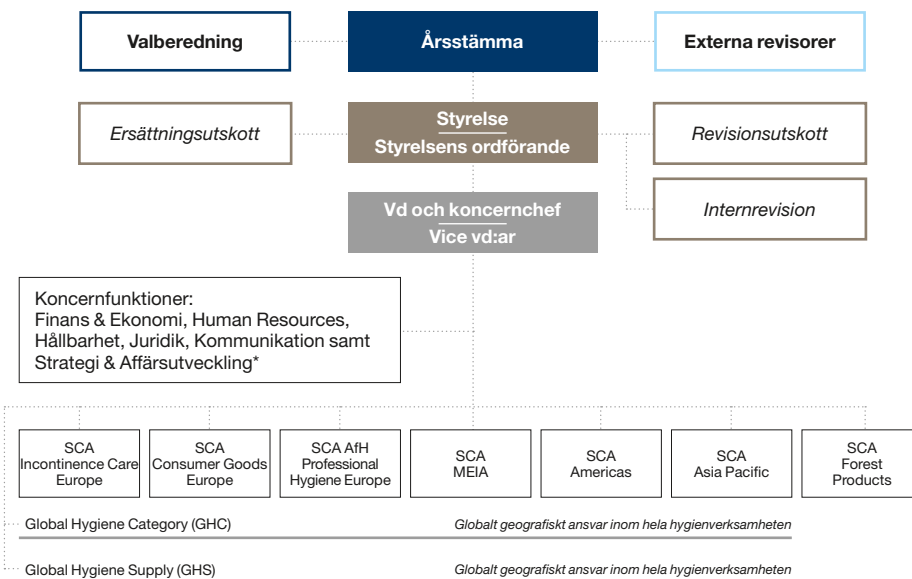 Valberedning
Årsstämma
Externa revisorer
Ersättningsutskott
Styrelse
Styrelsens ordförande
Revisionsutskott
Vd och koncernchef
Vice vd:ar
Internrevision
Koncernfunktioner:
Finans & Ekonomi, Human Resources,
Hållbarhet, Juridik, Kommunikation samt
Strategi & Affärsutveckling*
SCA
Incontinence Care
Europe
SCA
Consumer Goods
Europe
SCA AfH
Professional
Hygiene Europe
SCA
MEIA
SCA
Americas
SCA
Asia Pacific
SCA
Forest
Products
Global Hygiene Category (GHC)
Globalt geografiskt ansvar inom hela hygienverksamheten
Global Hygiene Supply (GHS)
Globalt geografiskt ansvar inom hela hygienverksamheten